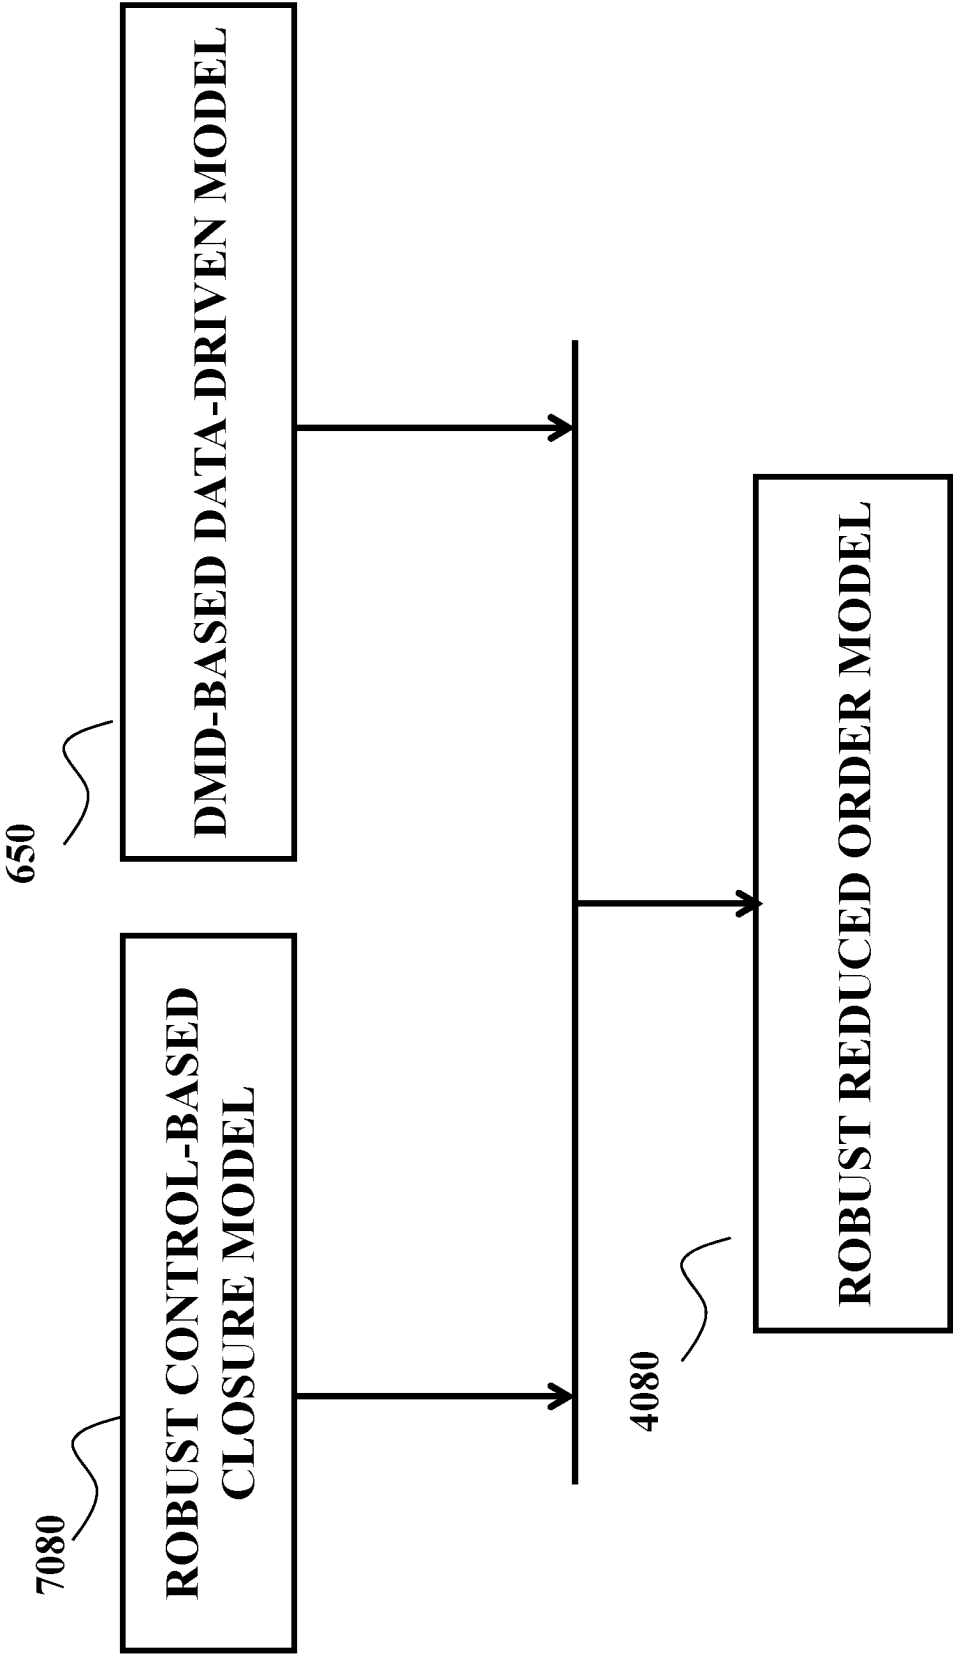 7080
ROBUST CONTROL-BASED
CLOSURE MODEL
650
DMD-BASED DATA-DRIVEN MODEL
4080
ROBUST REDUCED ORDER MODEL